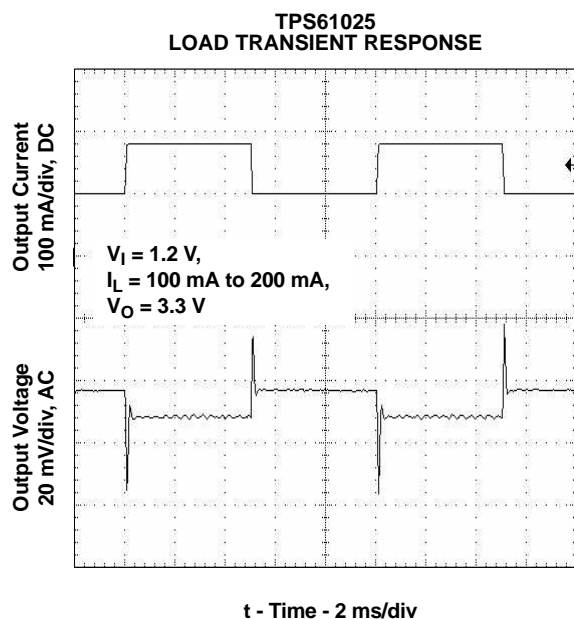 TPS61025
LOAD TRANSIENT RESPONSE
Output Current
100 mA/div, DC
V_I = 1.2 V,
I_L = 100 mA to 200 mA,
V_O = 3.3 V
Output Voltage
20 mV/div, AC
t - Time - 2 ms/div